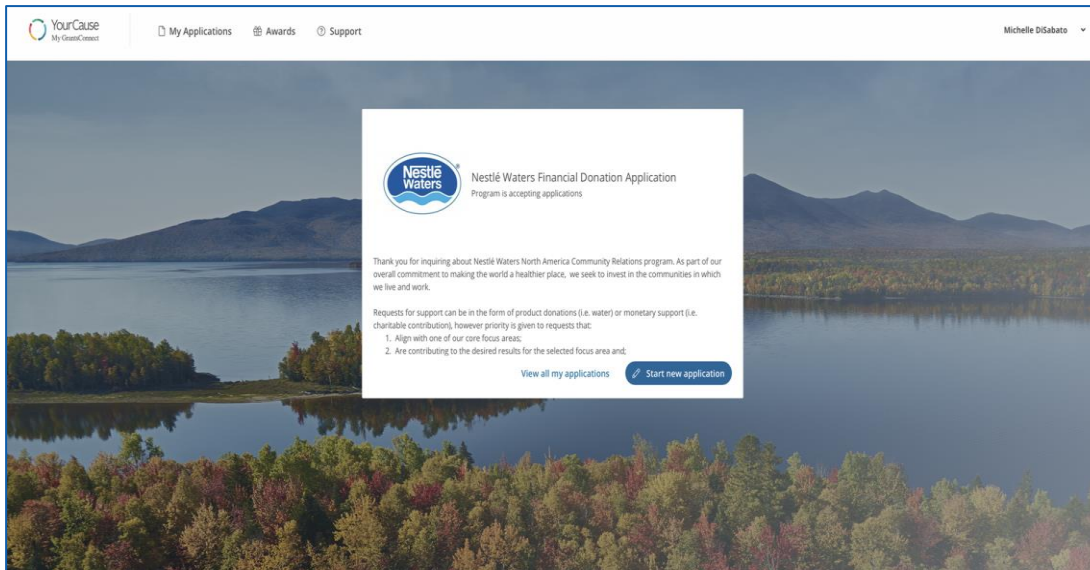 YourCause
My GrantsConnect
My Applications
Awards
Support
Michelle DiSabato
Nestlé
Waters
®
Nestlé Waters Financial Donation Application
Program is accepting applications
Thank you for inquiring about Nestlé Waters North America Community Relations program. As part of our
overall commitment to making the world a healthier place, we seek to invest in the communities in which
we live and work.
Requests for support can be in the form of product donations (i.e. water) or monetary support (i.e.
charitable contribution), however priority is given to requests that:
1. Align with one of our core focus areas;
2. Are contributing to the desired results for the selected focus area and;
View all my applications
Start new application